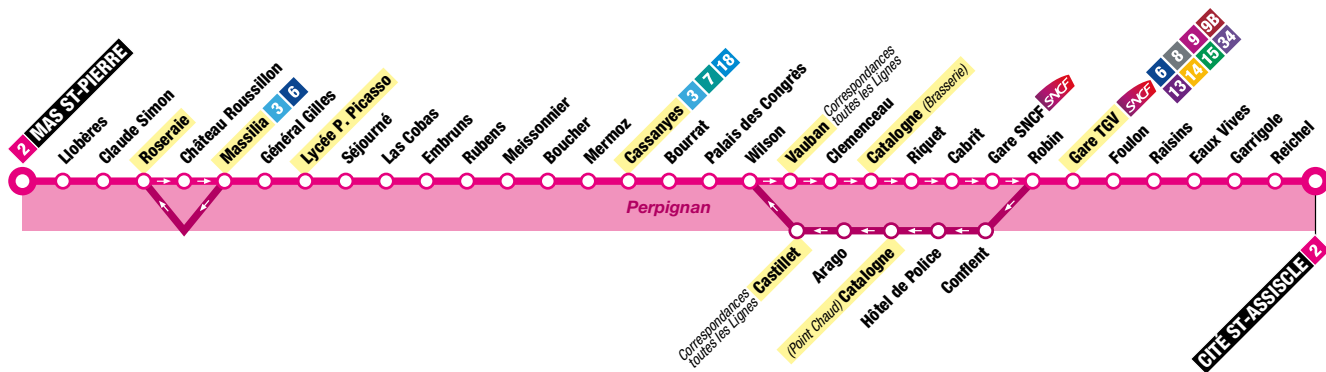 2 MAS ST-PIERRE
Llobères
Claude Simon
Roseraie
Château Roussillon
Massilia 3 6
Général Gilles
Lycée P. Picasso
Séjourné
Las Cobas
Embruns
Rubens
Meissonnier
Boucher
Mermoz
Cassanyes 3 7 18
Bourrat
Palais des Congrès
Wilson
Vauban Correspondances
toutes les Lignes
Clemenceau
Catalogne (Brasserie)
Riquet
Cabrit
Gare SNCF SNCF
Robin
Gare TGV SNCF 6 8 9 9B
13 14 15 34
Foulon
Raisins
Eaux Vives
Garrigole
Reichel
Perpignan
Correspondances
toutes les Lignes Castillet
Arago
(Point Chaud) Catalogne
Hôtel de Police
Conflent
CITÉ ST-ASSISCLE 2